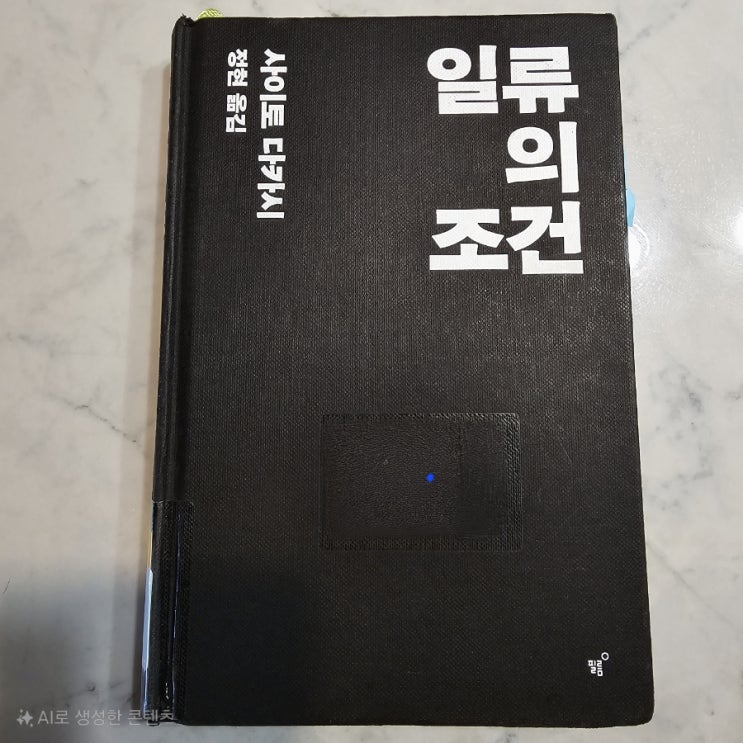 일류
의
조건
사이토 다카시
정현 옮김
필름
AI로 생성한 콘텐츠